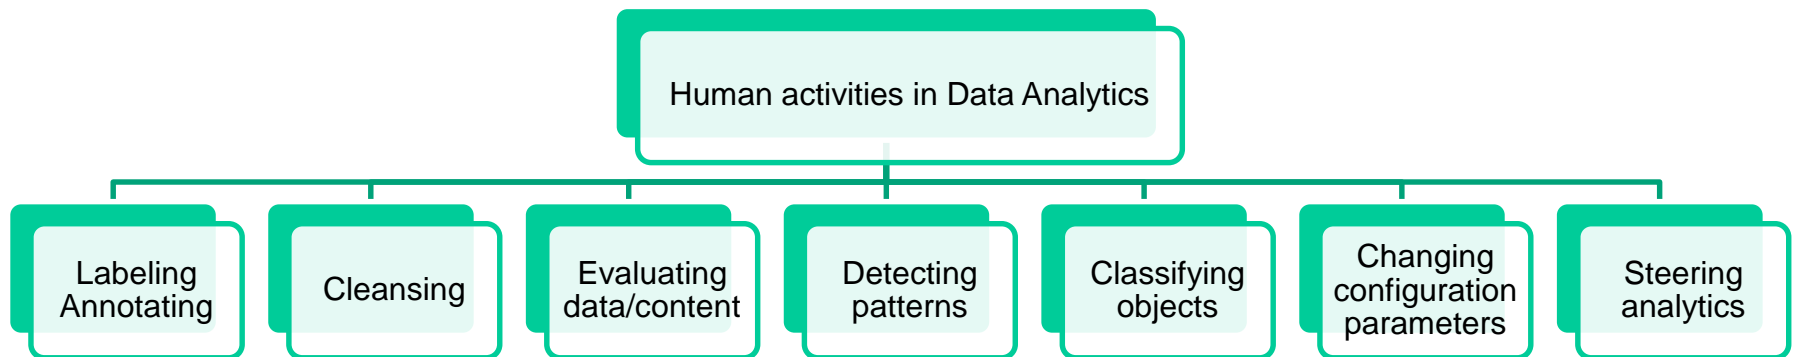 Human activities in Data Analytics
Labeling
Annotating
Cleansing
Evaluating
data/content
Detecting
patterns
Classifying
objects
Changing
configuration
parameters
Steering
analytics